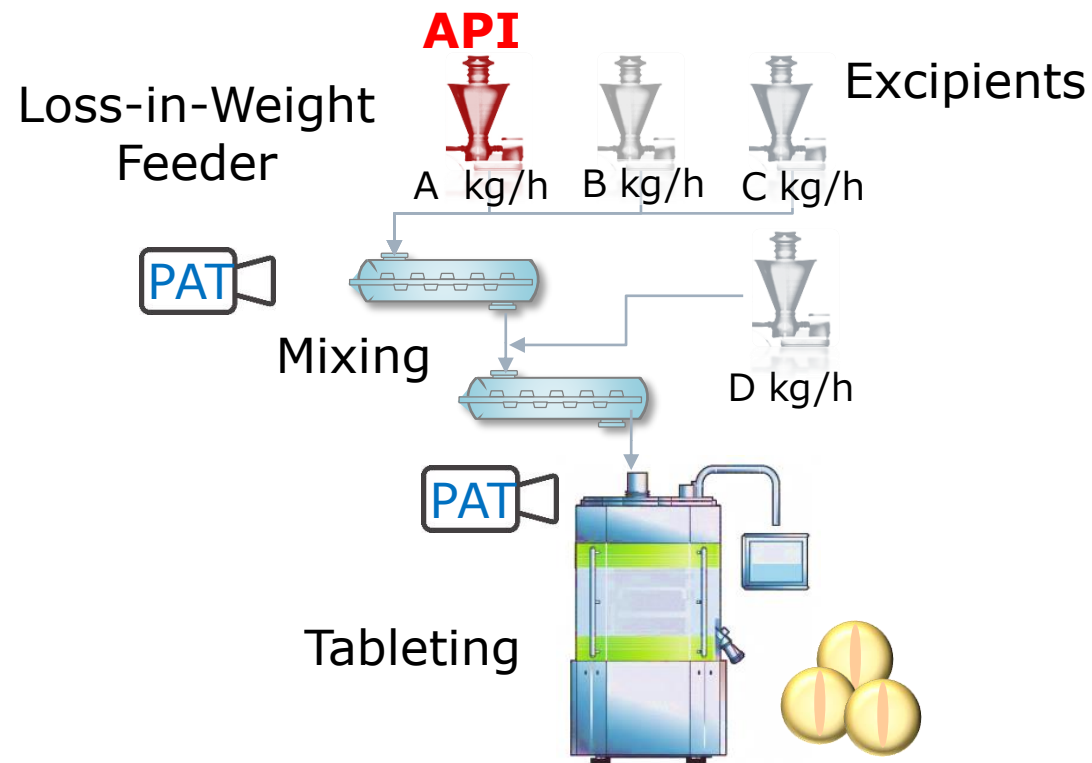 API
Excipients
Loss-in-Weight
Feeder
A kg/h
B kg/h
C kg/h
PAT
Mixing
D kg/h
PAT
Tableting